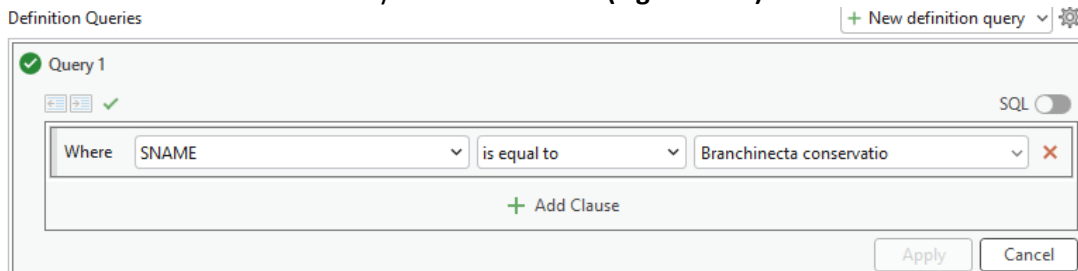 Definition Queries + New definition query
Query 1
SQL
Where SNAME is equal to Branchinecta conservatio
+ Add Clause
Apply Cancel